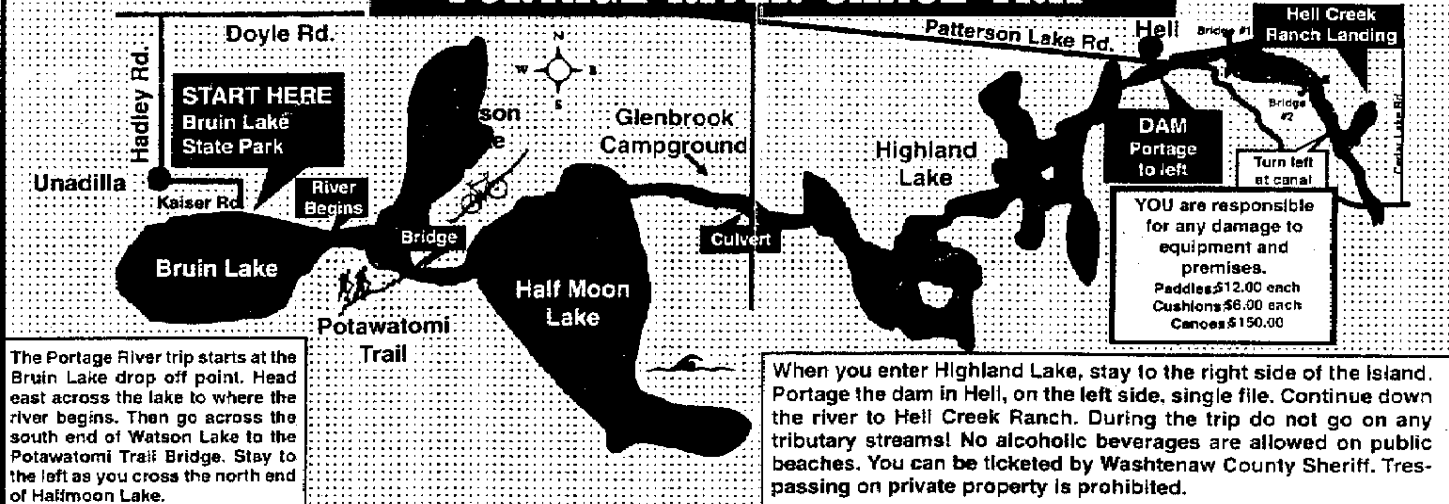 Doyle Rd.
Hadley Rd.
START HERE
Bruin Lake
State Park
Unadilla
Kaiser Rd
River
Begins
Bruin Lake
Bridge
Potawatomi
Trail
N
W
S
son
e
Half Moon
Lake
Glenbrook
Campground
Culvert
Highland
Lake
Patterson Lake Rd.
Hell
Bridge #1
Hell Creek
Ranch Landing
Bridge
#2
DAM
Portage
to left
Turn left
at canal
YOU are responsible
for any damage to
equipment and
premises.
Paddles $12.00 each
Cushions $6.00 each
Canoes $150.00
The Portage River trip starts at the
Bruin Lake drop off point. Head
east across the lake to where the
river begins. Then go across the
south end of Watson Lake to the
Potawatomi Trail Bridge. Stay to
the left as you cross the north end
of Halfmoon Lake.
When you enter Highland Lake, stay to the right side of the island.
Portage the dam in Hell, on the left side, single file. Continue down
the river to Hell Creek Ranch. During the trip do not go on any
tributary streams! No alcoholic beverages are allowed on public
beaches. You can be ticketed by Washtenaw County Sheriff. Tres-
passing on private property is prohibited.